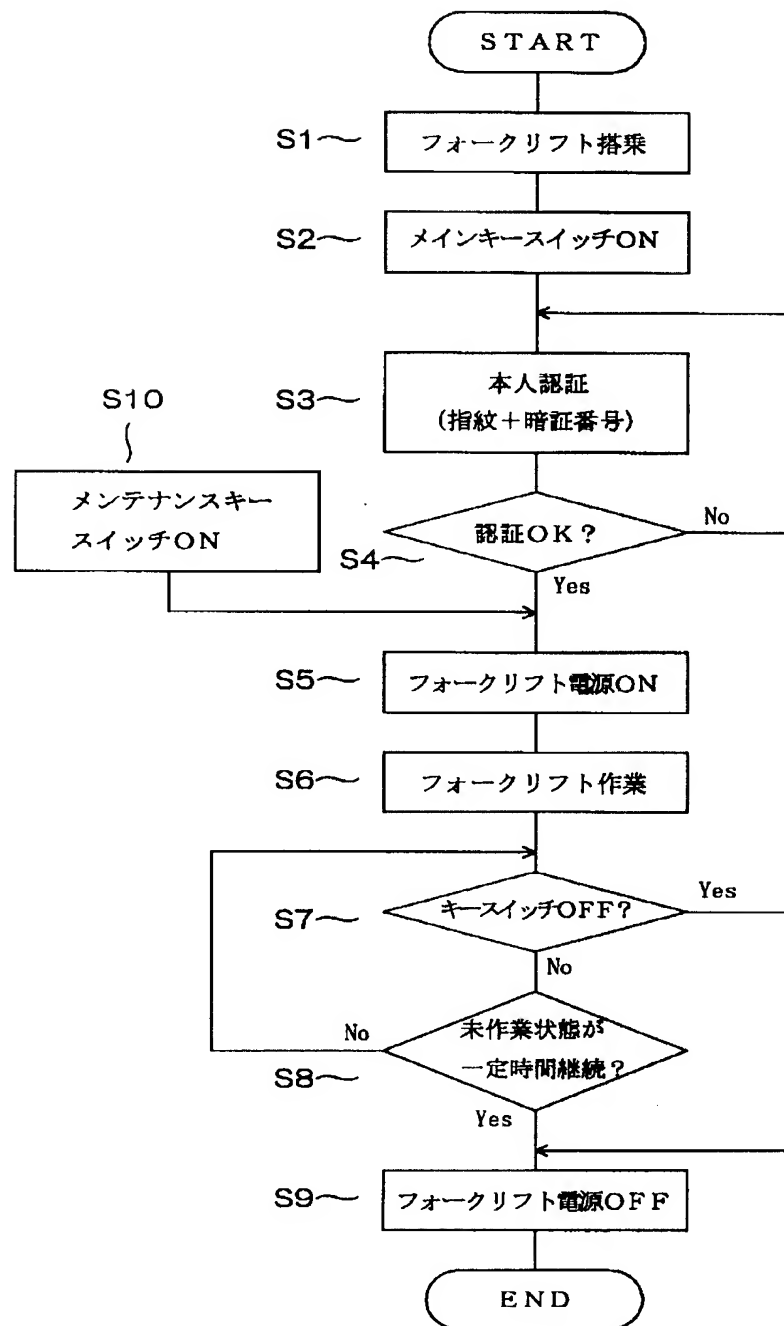 START
S1
フォークリフト搭乗
S2
メインキースイッチON
S3
本人認証
(指紋+暗証番号)
S10
メンテナンスキー
スイッチON
S4
認証OK?
No
Yes
S5
フォークリフト電源ON
S6
フォークリフト作業
S7
キースイッチOFF?
Yes
No
S8
未作業状態が
一定時間継続?
No
Yes
S9
フォークリフト電源OFF
END